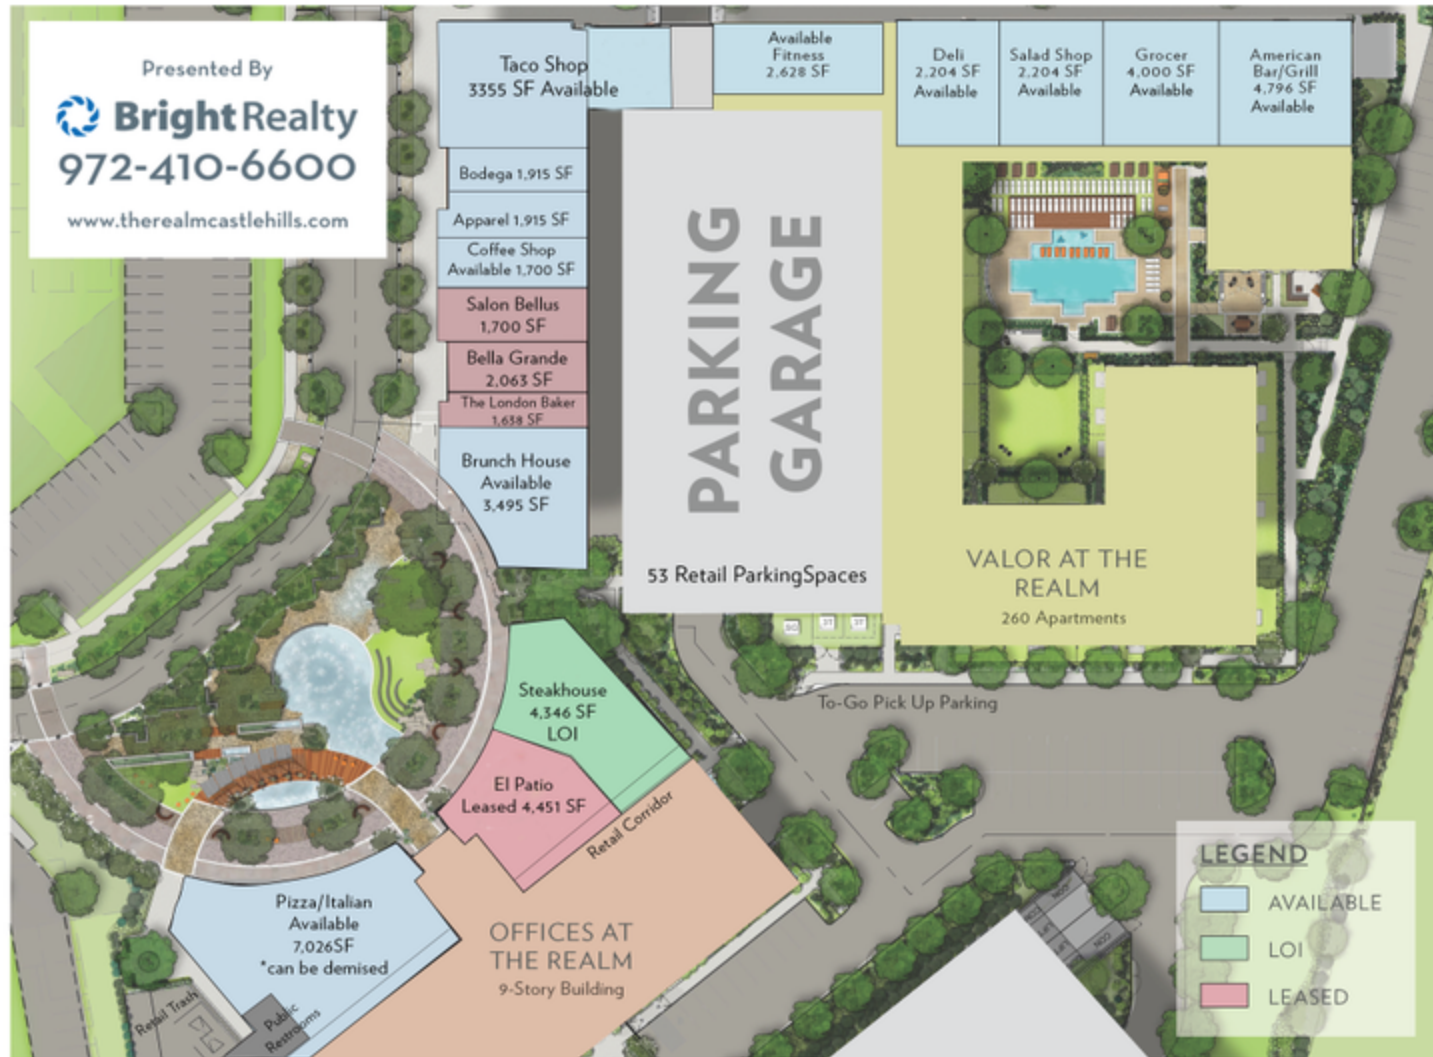 Presented By
Bright Realty
972-410-6600
www.therealmcastlehills.com
Taco Shop
3355 SF Available
Bodega 1,915 SF
Apparel 1,915 SF
Coffee Shop
Available 1,700 SF
Salon Bellus
1,700 SF
Bella Grande
2,063 SF
The London Baker
1,638 SF
Brunch House
Available
3,495 SF
Available
Fitness
2,628 SF
Deli
2,204 SF
Available
Salad Shop
2,204 SF
Available
Grocer
4,000 SF
Available
American
Bar/Grill
4,796 SF
Available
PARKING
GARAGE
53 Retail ParkingSpaces
VALOR AT THE
REALM
260 Apartments
3T
3T
To-Go Pick Up Parking
Steakhouse
4,346 SF
LOI
El Patio
Leased 4,451 SF
Retail Corridor
Pizza/Italian
Available
7,026SF
*can be demised
OFFICES AT
THE REALM
9-Story Building
Retail Trash
Public
Restrooms
LEGEND
AVAILABLE
LOI
LEASED